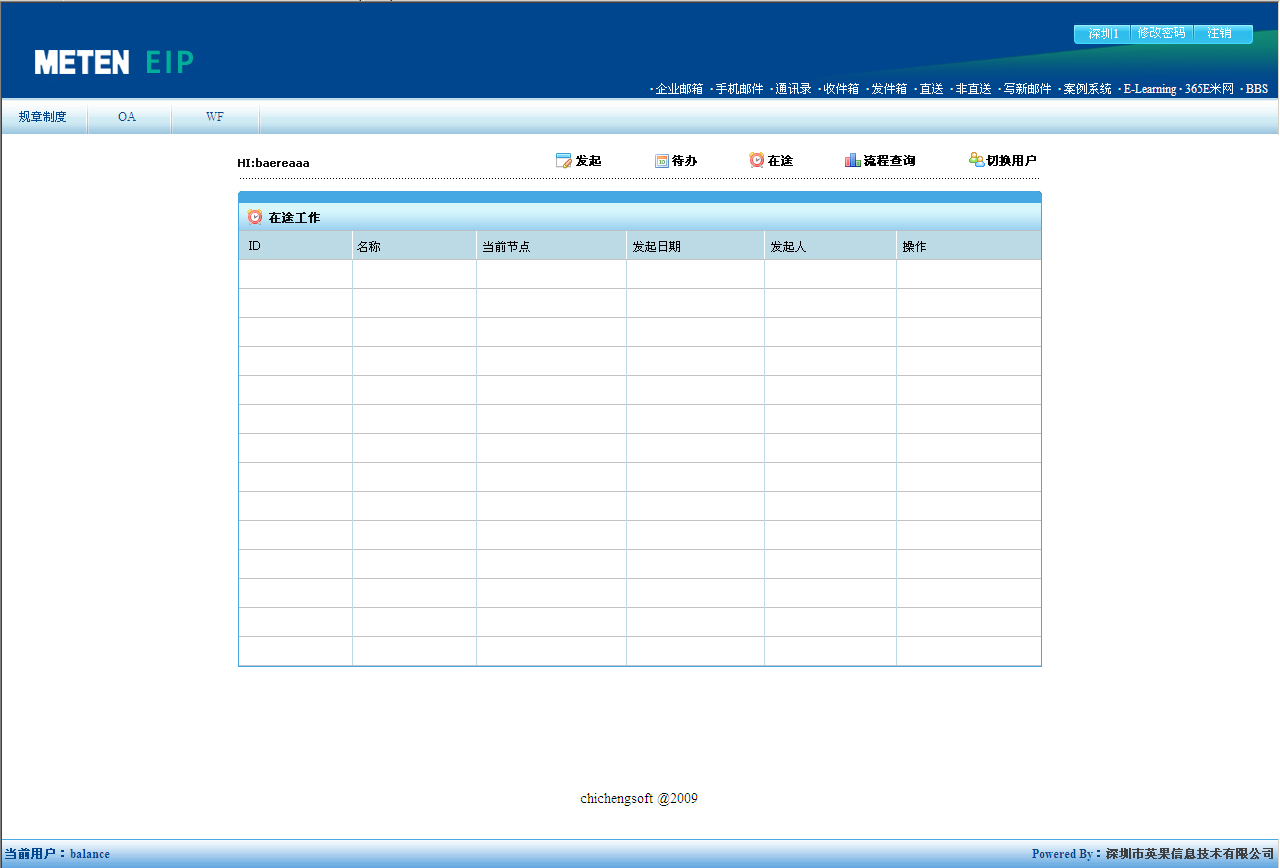 深圳1 修改密码 注销
METEN EIP
·企业邮箱 ·手机邮件 ·通讯录 ·收件箱 ·发件箱 ·直送 ·非直送 ·写新邮件 ·案例系统 ·E-Learning ·365E米网 ·BBS
规章制度 OA WF
HI:baereaaa 发起 待办 在途 流程查询 切换用户
在途工作
ID 名称 当前节点 发起日期 发起人 操作
chichengsoft @2009
当前用户：balance Powered By：深圳市英果信息技术有限公司